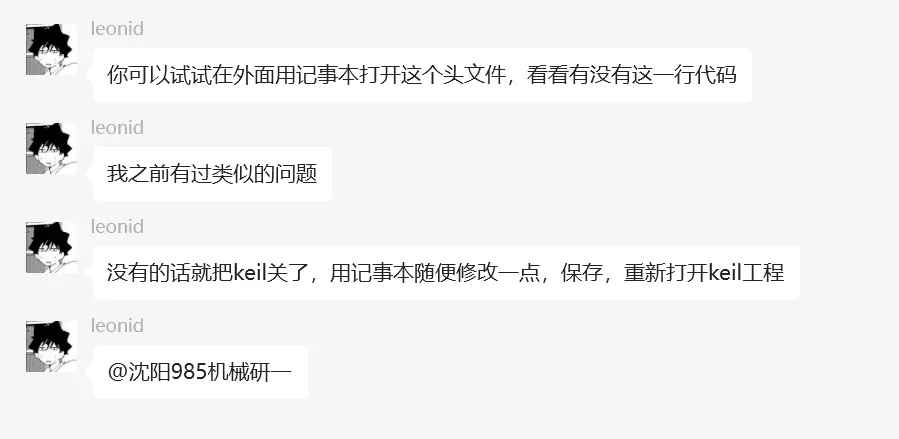 leonid
你可以试试在外面用记事本打开这个头文件，看看有没有这一行代码
leonid
我之前有过类似的问题
leonid
没有的话就把keil关了，用记事本随便修改一点，保存，重新打开keil工程
leonid
@沈阳985机械研一